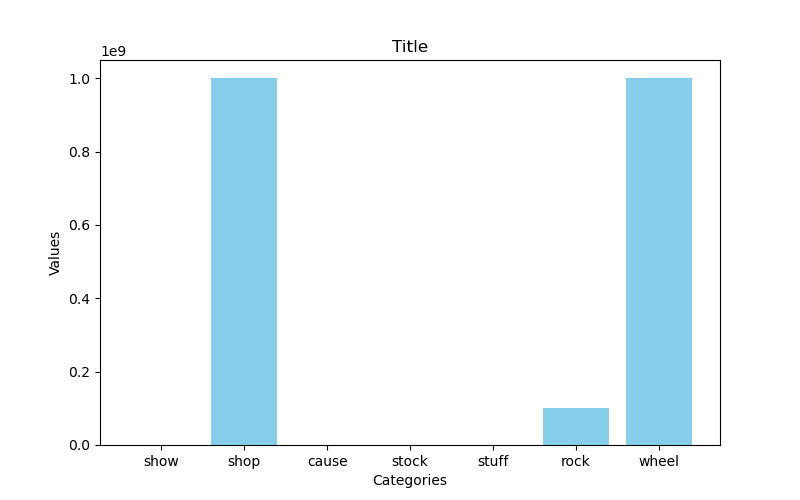 Title
1e9
1.0
0.8
0.6
0.4
0.2
0.0
Values
show shop cause stock stuff rock wheel
Categories